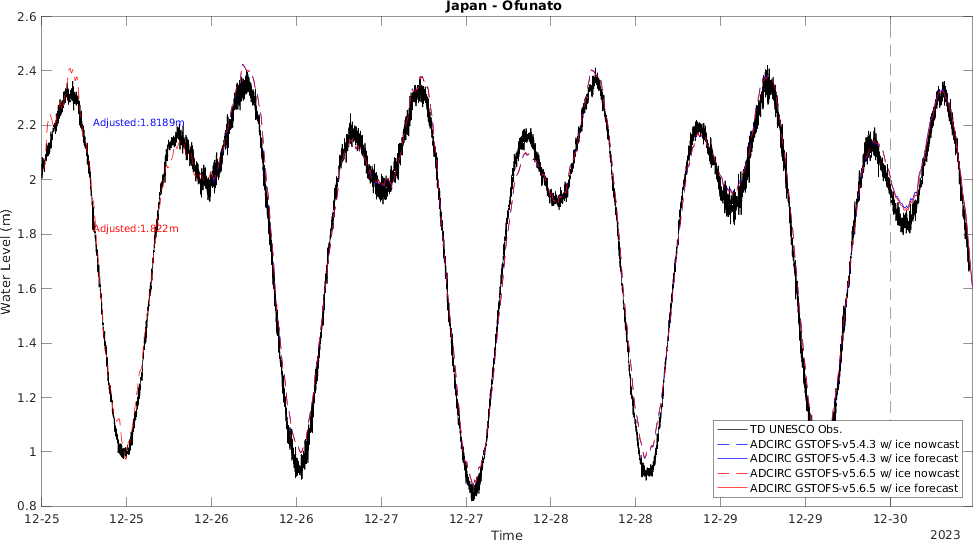 Japan - Ofunato
2.6
2.4
2.2
2
1.8
1.6
1.4
1.2
1
0.8
Water Level (m)
Adjusted:1.8189m
Adjusted:1.822m
TD UNESCO Obs.
ADCIRC GSTOFS-v5.4.3 w/ ice nowcast
ADCIRC GSTOFS-v5.4.3 w/ ice forecast
ADCIRC GSTOFS-v5.6.5 w/ ice nowcast
ADCIRC GSTOFS-v5.6.5 w/ ice forecast
12-25 12-25 12-26 12-26 12-27 12-27 12-28 12-28 12-29 12-29 12-30
Time
2023